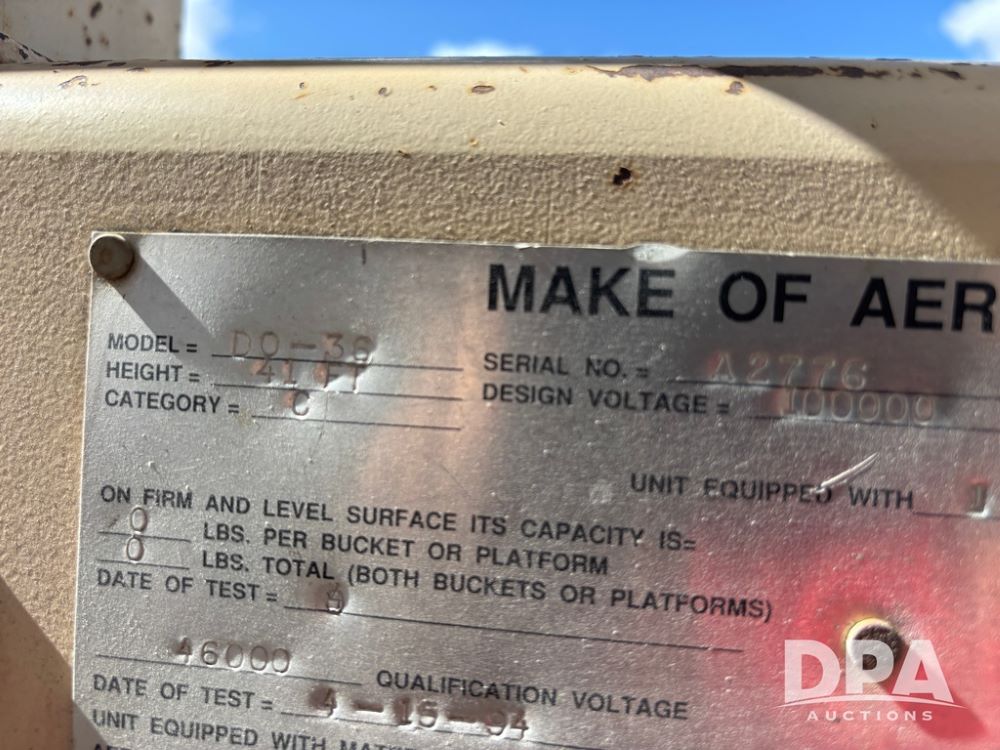 MAKE OF AER
MODEL = DO-36
HEIGHT = 41 FT
CATEGORY = C
SERIAL NO. = A2776
DESIGN VOLTAGE = 100000
UNIT EQUIPPED WITH 1
ON FIRM AND LEVEL SURFACE ITS CAPACITY IS=
0 LBS. PER BUCKET OR PLATFORM
0 LBS. TOTAL (BOTH BUCKETS OR PLATFORMS)
DATE OF TEST =
46000 QUALIFICATION VOLTAGE
DATE OF TEST = 4-15-94
UNIT EQUIPPED WITH
DPA
AUCTIONS